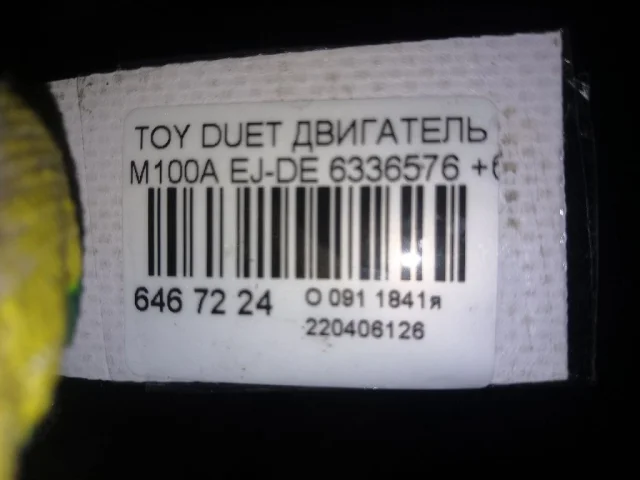 TOY DUET ДВИГАТЕЛЬ
M100A EJ-DE 6336576
646 72 24 О 091 1841я
220406126